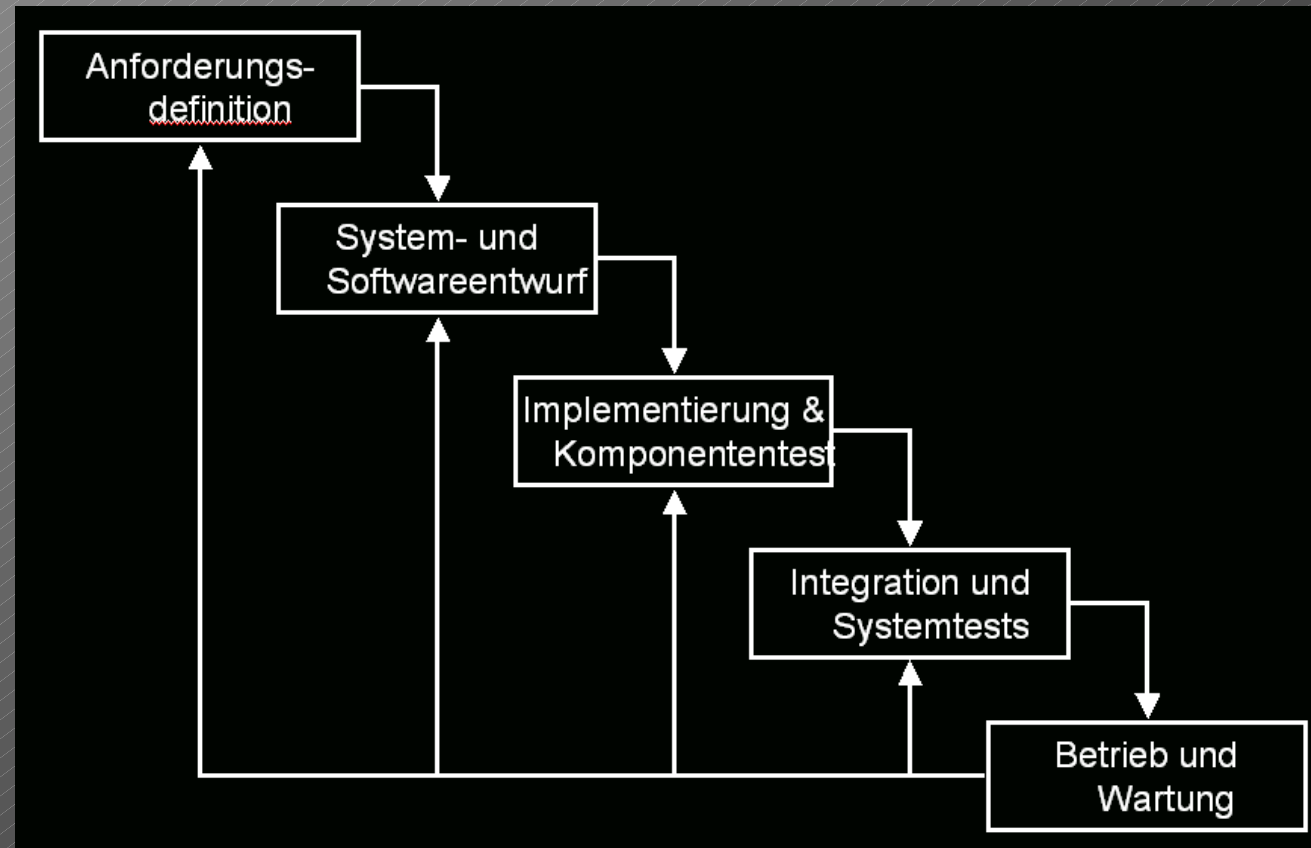 Anforderungs-
definition
System- und
Softwareentwurf
Implementierung &
Komponententest
Integration und
Systemtests
Betrieb und
Wartung